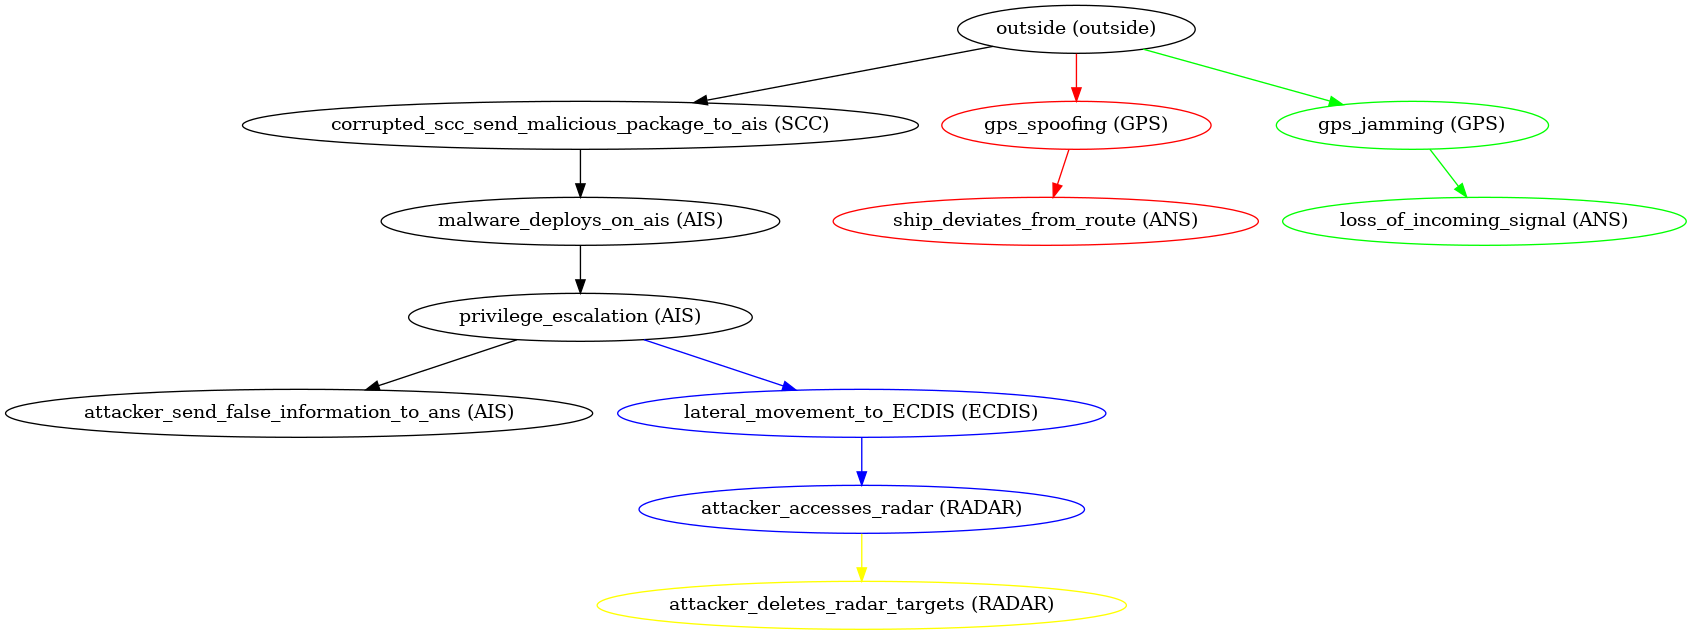 outside (outside)
corrupted_scc_send_malicious_package_to_ais (SCC)
gps_spoofing (GPS)
gps_jamming (GPS)
malware_deploys_on_ais (AIS)
ship_deviates_from_route (ANS)
loss_of_incoming_signal (ANS)
privilege_escalation (AIS)
attacker_send_false_information_to_ans (AIS)
lateral_movement_to_ECDIS (ECDIS)
attacker_accesses_radar (RADAR)
attacker_deletes_radar_targets (RADAR)